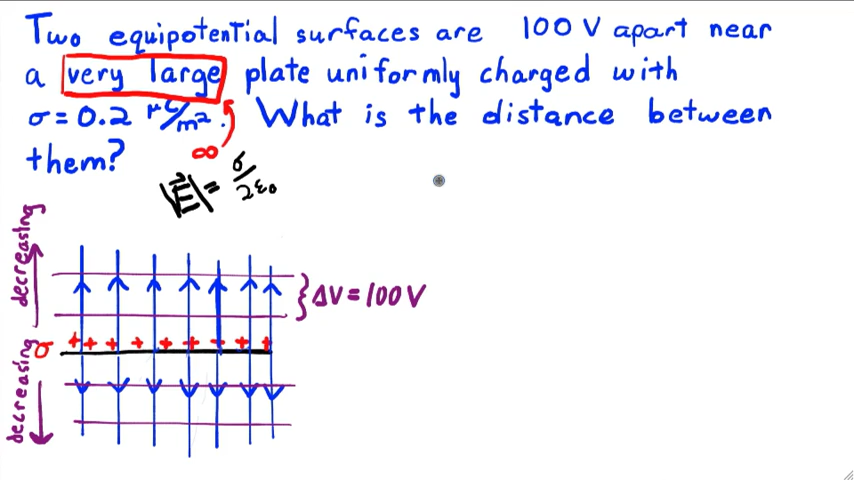 Two equipotential surfaces are 100 V apart near
a very large plate uniformly charged with
σ = 0.2 μC/m². What is the distance between
∞
them?
|E⃗| = σ/2ε₀
decreasing
ΔV = 100 V
+ + + + + + + + +
σ
decreasing